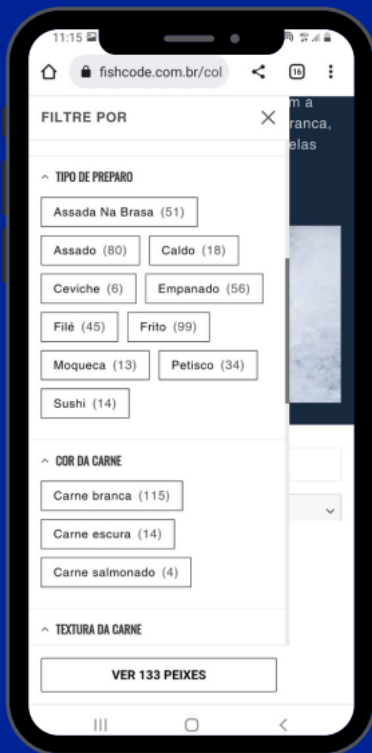 11:15
fishcode.com.br/col
16
FILTRE POR
m a
ranca,
elas
TIPO DE PREPARO
Assada Na Brasa (51)
Assado (80) Caldo (18)
Ceviche (6) Empanado (56)
Filé (45) Frito (99)
Moqueca (13) Petisco (34)
Sushi (14)
COR DA CARNE
Carne branca (115)
Carne escura (14)
Carne salmonado (4)
TEXTURA DA CARNE
VER 133 PEIXES